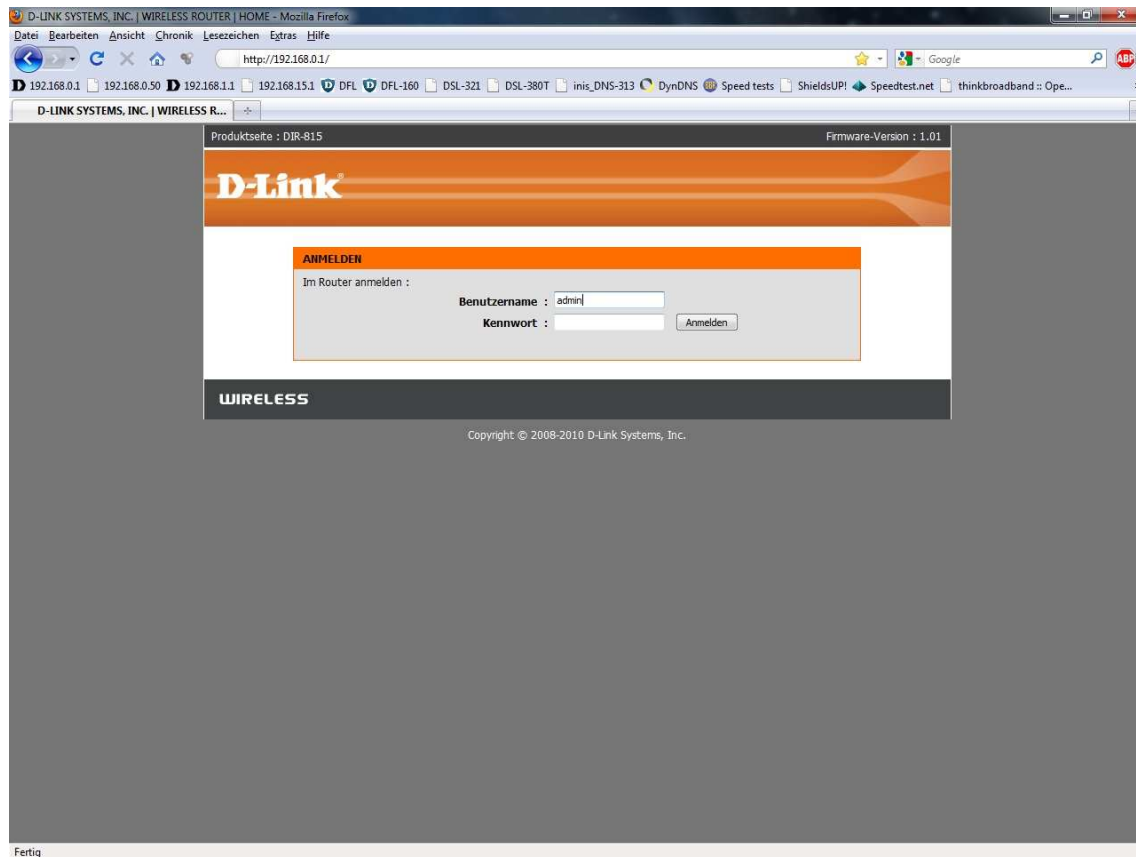 D-LINK SYSTEMS, INC. | WIRELESS ROUTER | HOME - Mozilla Firefox
Datei Bearbeiten Ansicht Chronik Lesezeichen Extras Hilfe
http://192.168.0.1/ Google ABP
192.168.0.1 192.168.0.50 192.168.1.1 192.168.15.1 DFL DFL-160 DSL-321 DSL-380T inis_DNS-313 DynDNS Speed tests ShieldsUP! Speedtest.net thinkbroadband :: Ope...
D-LINK SYSTEMS, INC. | WIRELESS R...
Produktseite : DIR-815 Firmware-Version : 1.01
D-Link®
ANMELDEN
Im Router anmelden :
Benutzername : admin
Kennwort : Anmelden
WIRELESS
Copyright © 2008-2010 D-Link Systems, Inc.
Fertig